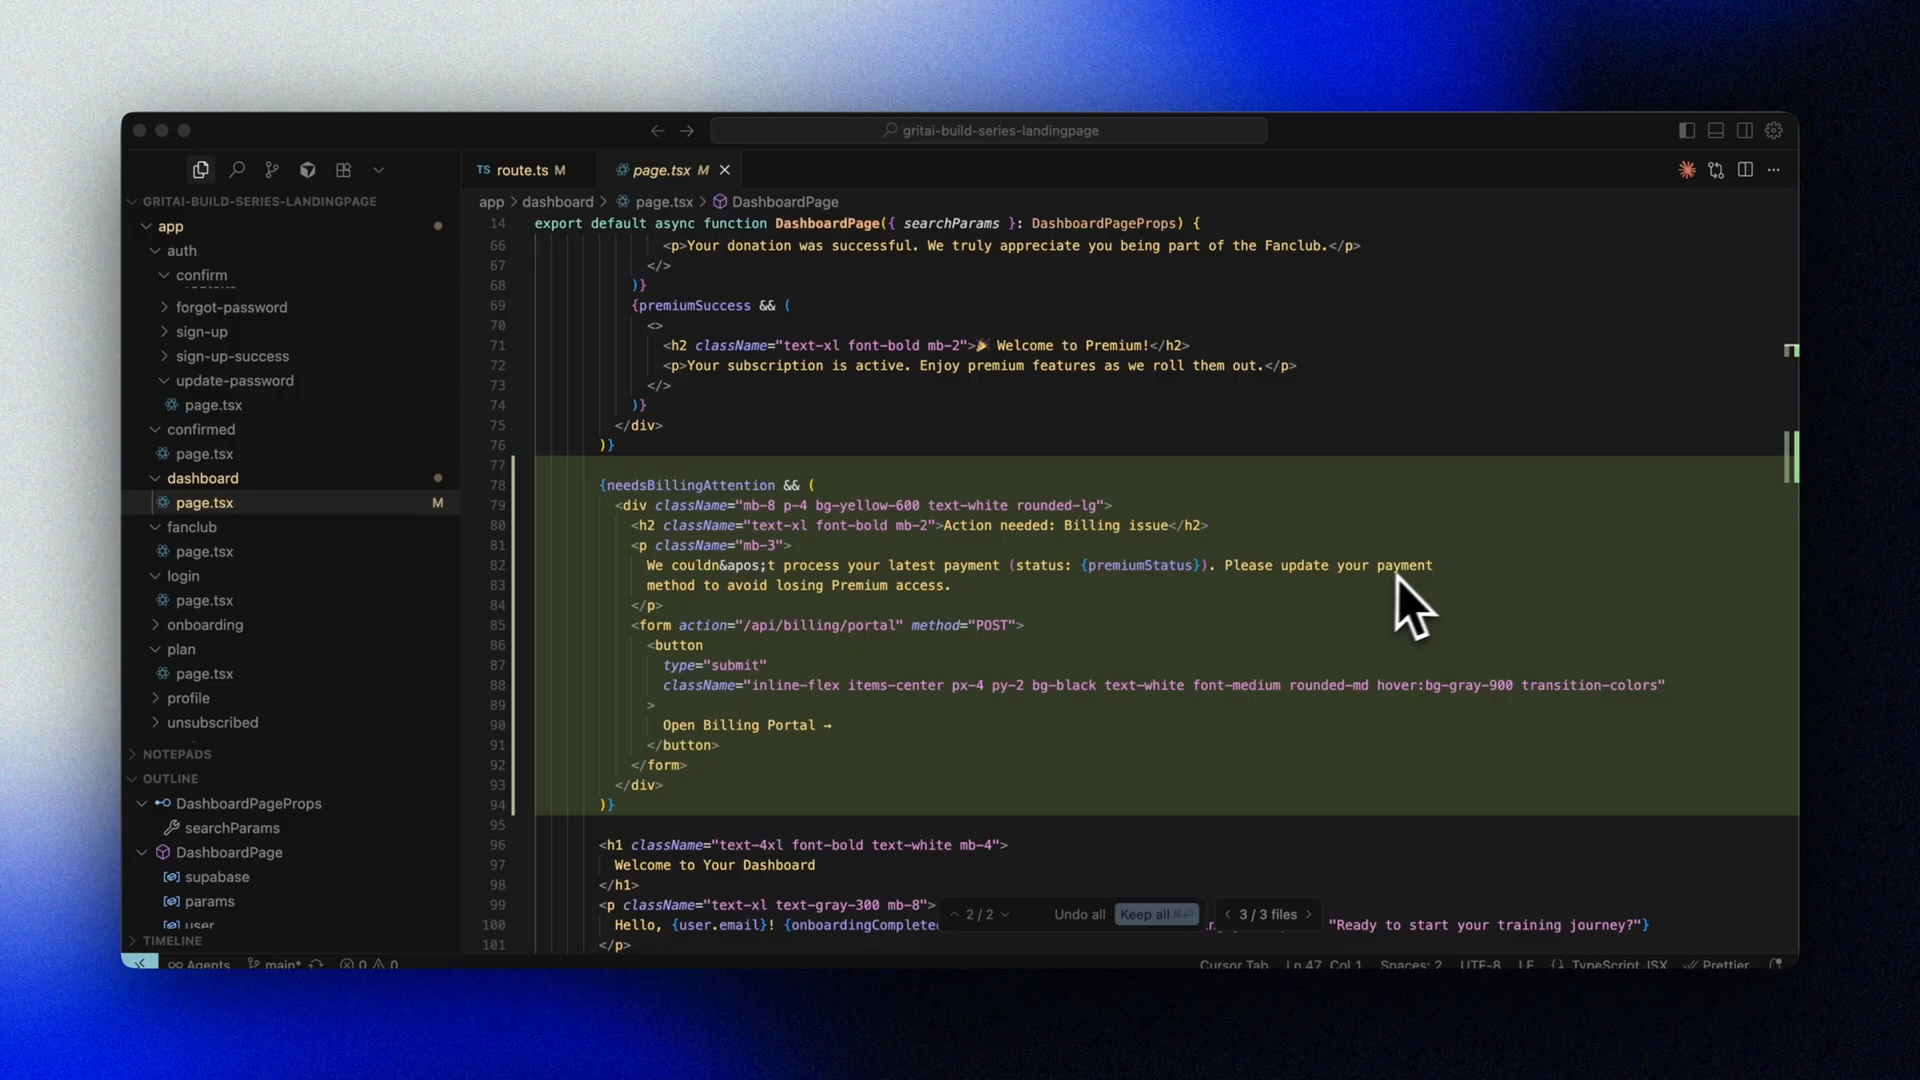 gritai-build-series-landingpage
TS route.ts M
page.tsx M
GRITAI-BUILD-SERIES-LANDINGPAGE
app
auth
confirm
forgot-password
sign-up
sign-up-success
update-password
page.tsx
confirmed
page.tsx
dashboard
page.tsx M
fanclub
page.tsx
login
page.tsx
onboarding
plan
page.tsx
profile
unsubscribed
NOTEPADS
OUTLINE
DashboardPageProps
searchParams
DashboardPage
supabase
params
user
TIMELINE
app > dashboard > page.tsx > DashboardPage
14 export default async function DashboardPage({ searchParams }: DashboardPageProps) {
66 <p>Your donation was successful. We truly appreciate you being part of the Fanclub.</p>
67 </>
68 )}
69 {premiumSuccess && (
70 <>
71 <h2 className="text-xl font-bold mb-2">🎉 Welcome to Premium!</h2>
72 <p>Your subscription is active. Enjoy premium features as we roll them out.</p>
73 </>
74 )}
75 </div>
76 )}
77
78 {needsBillingAttention && (
79 <div className="mb-8 p-4 bg-yellow-600 text-white rounded-lg">
80 <h2 className="text-xl font-bold mb-2">Action needed: Billing issue</h2>
81 <p className="mb-3">
82 We couldn&apos;t process your latest payment (status: {premiumStatus}). Please update your payment
83 method to avoid losing Premium access.
84 </p>
85 <form action="/api/billing/portal" method="POST">
86 <button
87 type="submit"
88 className="inline-flex items-center px-4 py-2 bg-black text-white font-medium rounded-md hover:bg-gray-900 transition-colors"
89 >
90 Open Billing Portal →
91 </button>
92 </form>
93 </div>
94 )}
95
96 <h1 className="text-4xl font-bold text-white mb-4">
97 Welcome to Your Dashboard
98 </h1>
99 <p className="text-xl text-gray-300 mb-8">
100 Hello, {user.email}! {onboardingComplete "Ready to start your training journey?"}
101 </p>
2 / 2 Undo all Keep all ⌘⏎ 3 / 3 files
Agents main* 0 0 Cursor Tab Ln 47, Col 1 Spaces: 2 UTF-8 LF {} TypeScript JSX Prettier